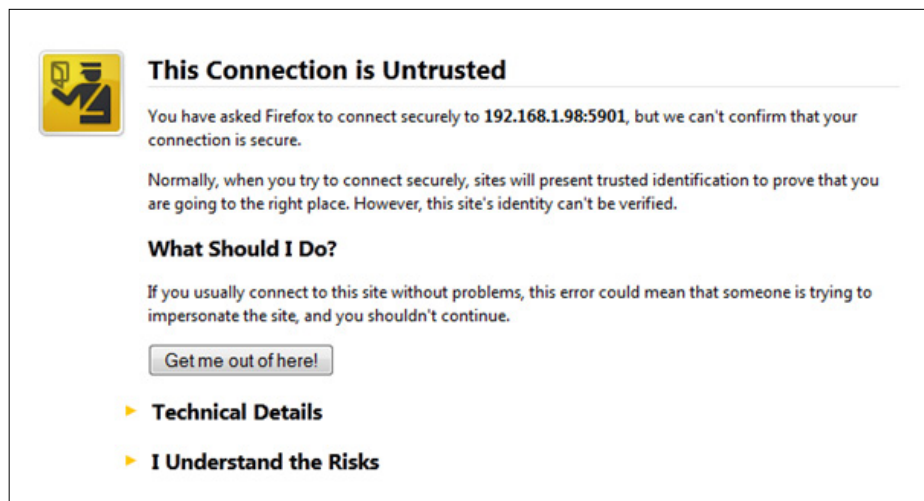 This Connection is Untrusted
You have asked Firefox to connect securely to 192.168.1.98:5901, but we can't confirm that your
connection is secure.
Normally, when you try to connect securely, sites will present trusted identification to prove that you
are going to the right place. However, this site's identity can't be verified.
What Should I Do?
If you usually connect to this site without problems, this error could mean that someone is trying to
impersonate the site, and you shouldn't continue.
Get me out of here!
Technical Details
I Understand the Risks